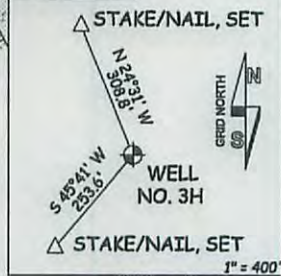 STAKE/NAIL, SET
N 24°31' W
308.8'
GRID NORTH
N
S
S 45°41' W
253.6'
WELL
NO. 3H
STAKE/NAIL, SET
1" = 400'